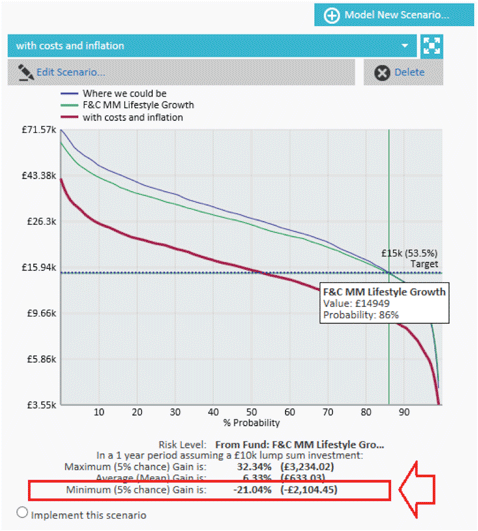 Model New Scenario...
with costs and inflation
Edit Scenario...
Delete
Where we could be
F&C MM Lifestyle Growth
with costs and inflation
£71.57k
£43.38k
£26.3k
£15.94k
£9.66k
£5.86k
£3.55k
£15k (53.5%)
Target
F&C MM Lifestyle Growth
Value: £14949
Probability: 86%
10 20 30 40 50 60 70 80 90
% Probability
Risk Level: From Fund: F&C MM Lifestyle Gro...
In a 1 year period assuming a £10k lump sum investment:
Maximum (5% chance) Gain is: 32.34% (£3,234.02)
Average (Mean) Gain is: 6.33% (£633.03)
Minimum (5% chance) Gain is: -21.04% (-£2,104.45)
Implement this scenario